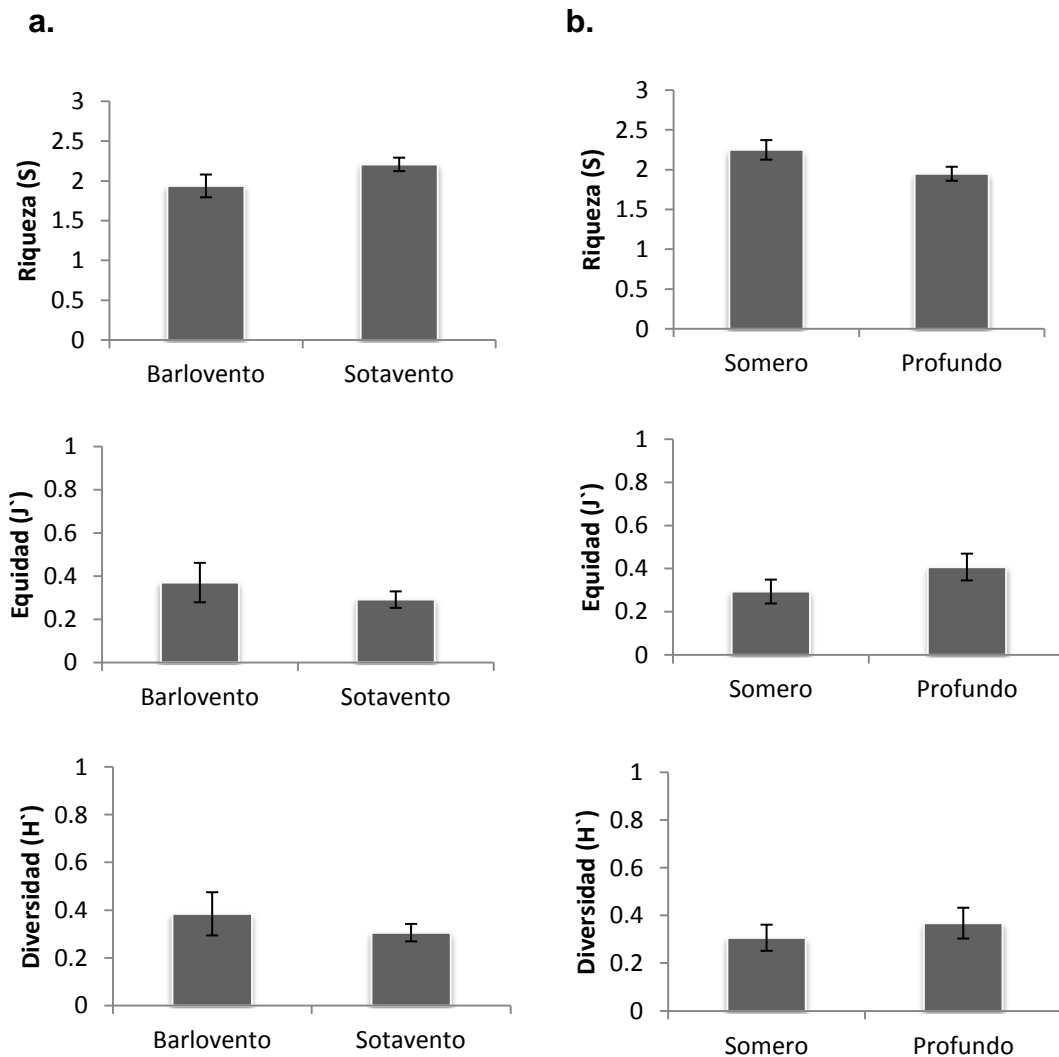 a.
Riqueza (S)
3
2.5
2
1.5
1
0.5
0
Barlovento Sotavento
Equidad (J`)
1
0.8
0.6
0.4
0.2
0
Barlovento Sotavento
Diversidad (H`)
1
0.8
0.6
0.4
0.2
0
Barlovento Sotavento
b.
Riqueza (S)
3
2.5
2
1.5
1
0.5
0
Somero Profundo
Equidad (J`)
1
0.8
0.6
0.4
0.2
0
Somero Profundo
Diversidad (H`)
1
0.8
0.6
0.4
0.2
0
Somero Profundo